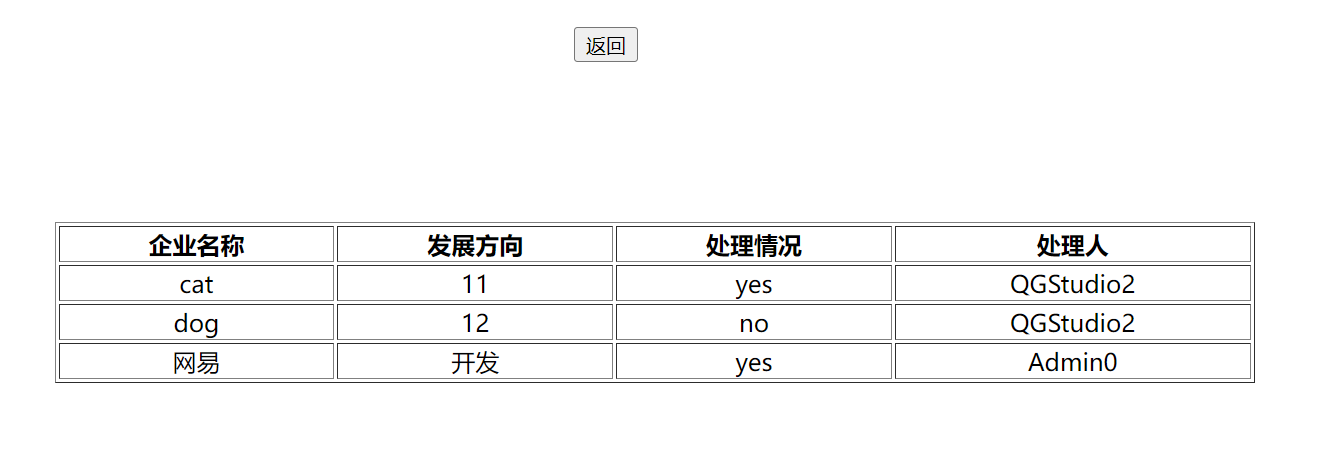 返回
企业名称 发展方向 处理情况 处理人
cat 11 yes QGStudio2
dog 12 no QGStudio2
网易 开发 yes Admin0